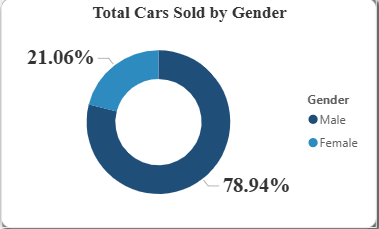 Total Cars Sold by Gender
21.06%
Gender
Male
Female
78.94%